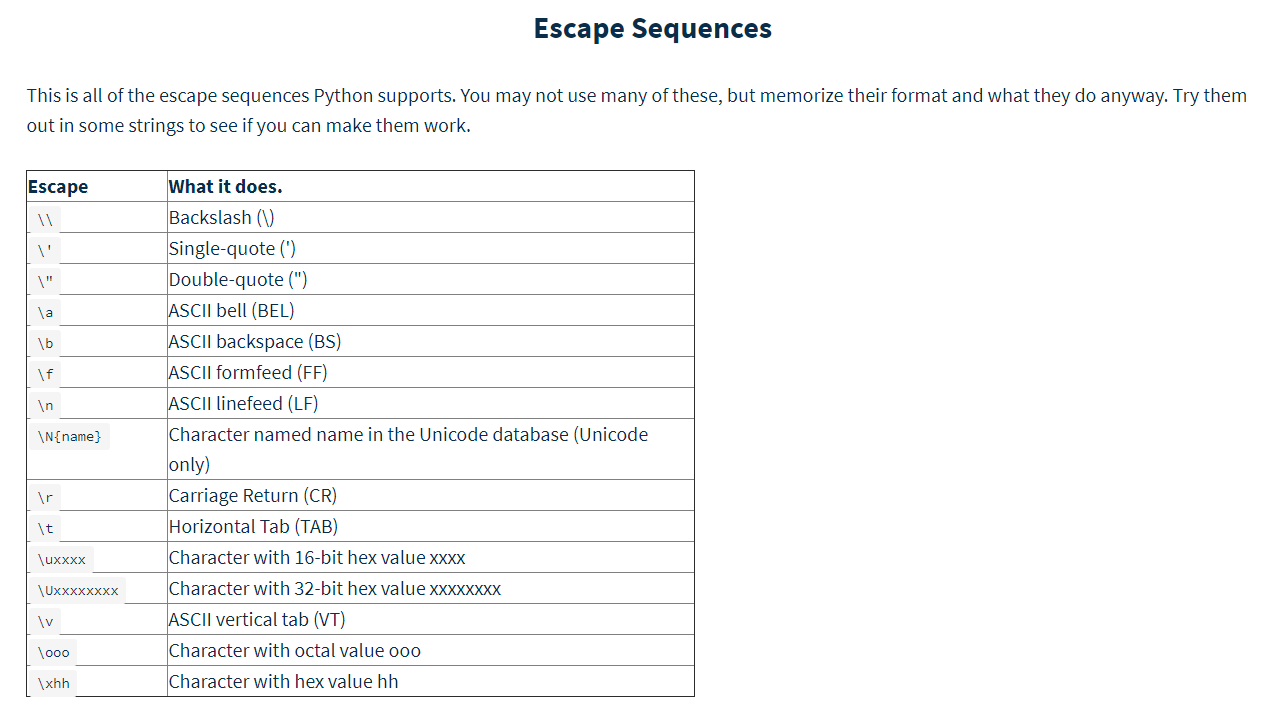 Escape Sequences
This is all of the escape sequences Python supports. You may not use many of these, but memorize their format and what they do anyway. Try them
out in some strings to see if you can make them work.
Escape What it does.
\\ Backslash (\)
\' Single-quote (')
\" Double-quote (")
\a ASCII bell (BEL)
\b ASCII backspace (BS)
\f ASCII formfeed (FF)
\n ASCII linefeed (LF)
\N{name} Character named name in the Unicode database (Unicode
only)
\r Carriage Return (CR)
\t Horizontal Tab (TAB)
\uxxxx Character with 16-bit hex value xxxx
\Uxxxxxxxx Character with 32-bit hex value xxxxxxxx
\v ASCII vertical tab (VT)
\ooo Character with octal value ooo
\xhh Character with hex value hh